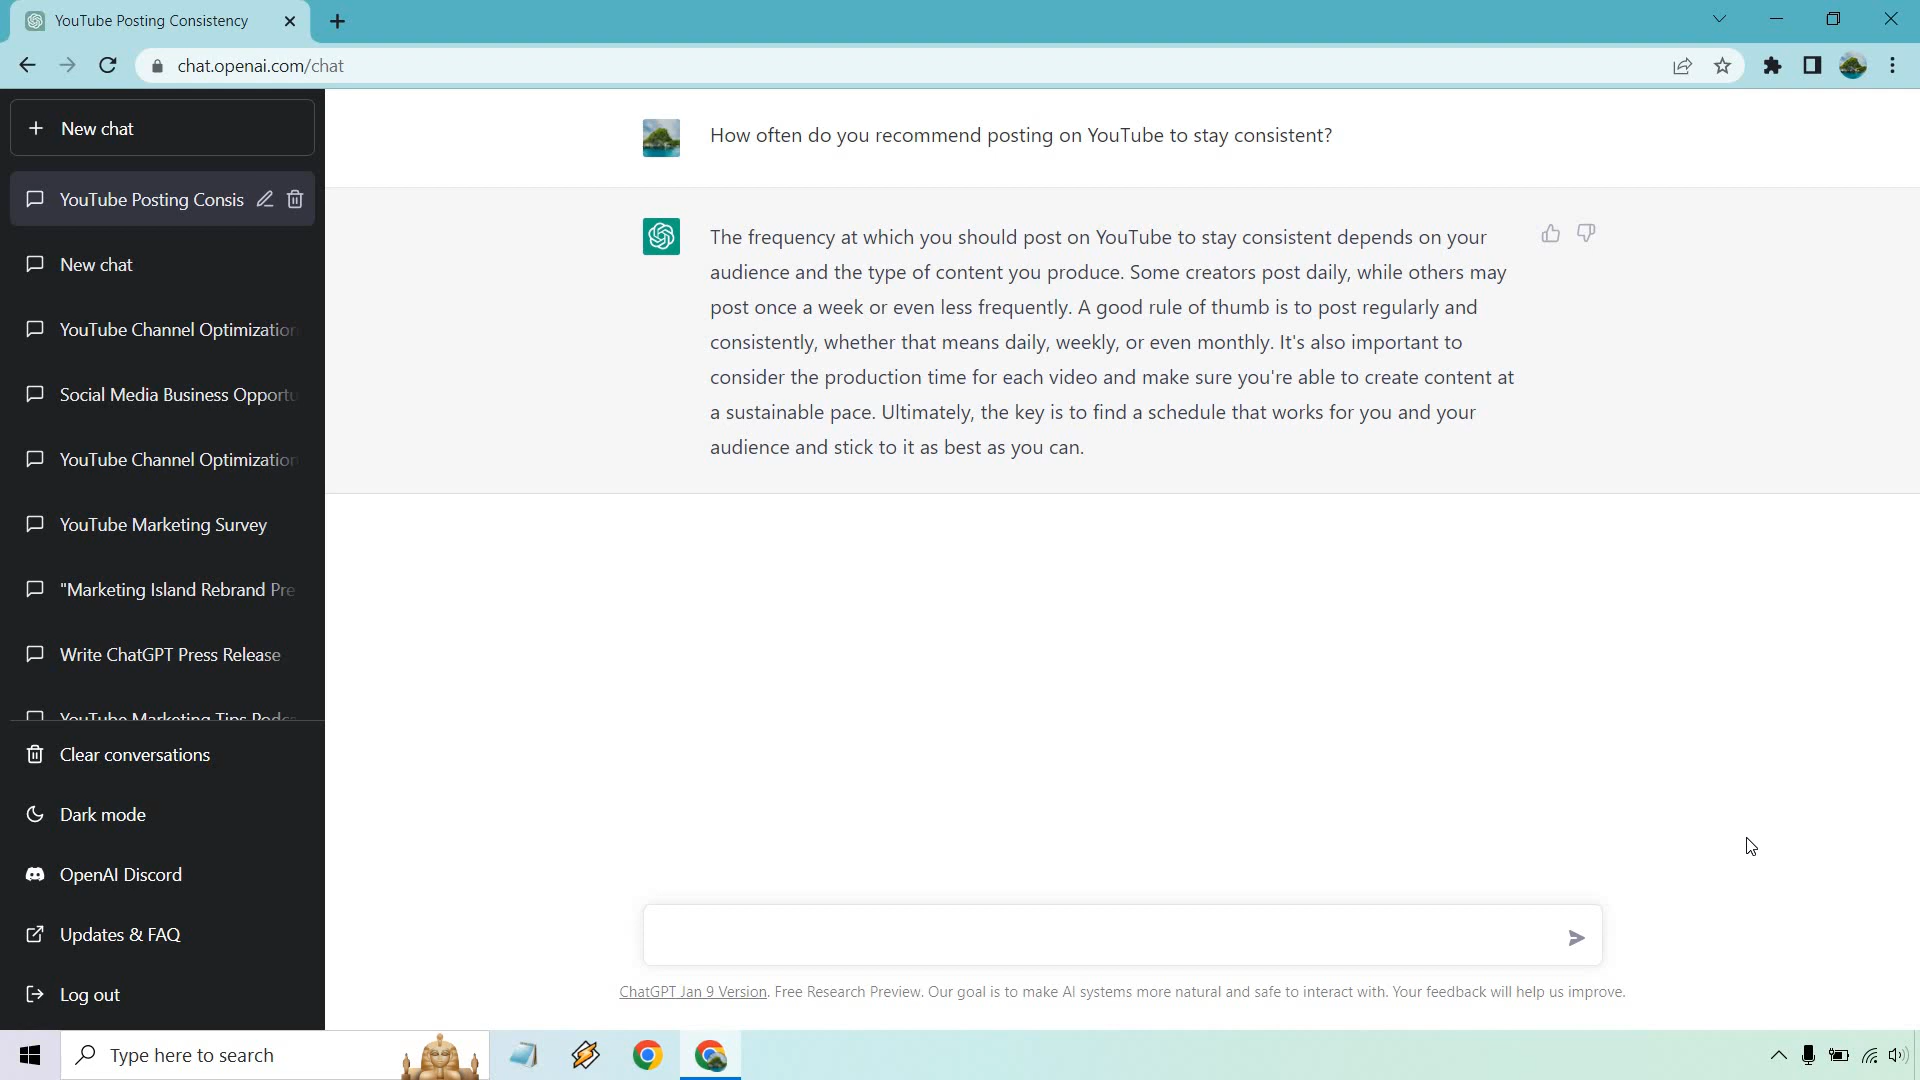 YouTube Posting Consistency
chat.openai.com/chat
New chat
YouTube Posting Consis
New chat
YouTube Channel Optimization
Social Media Business Opportu
YouTube Channel Optimization
YouTube Marketing Survey
"Marketing Island Rebrand Pre
Write ChatGPT Press Release
YouTube Marketing Tips Podc
Clear conversations
Dark mode
OpenAI Discord
Updates & FAQ
Log out
How often do you recommend posting on YouTube to stay consistent?
The frequency at which you should post on YouTube to stay consistent depends on your
audience and the type of content you produce. Some creators post daily, while others may
post once a week or even less frequently. A good rule of thumb is to post regularly and
consistently, whether that means daily, weekly, or even monthly. It's also important to
consider the production time for each video and make sure you're able to create content at
a sustainable pace. Ultimately, the key is to find a schedule that works for you and your
audience and stick to it as best as you can.
ChatGPT Jan 9 Version. Free Research Preview. Our goal is to make AI systems more natural and safe to interact with. Your feedback will help us improve.
Type here to search